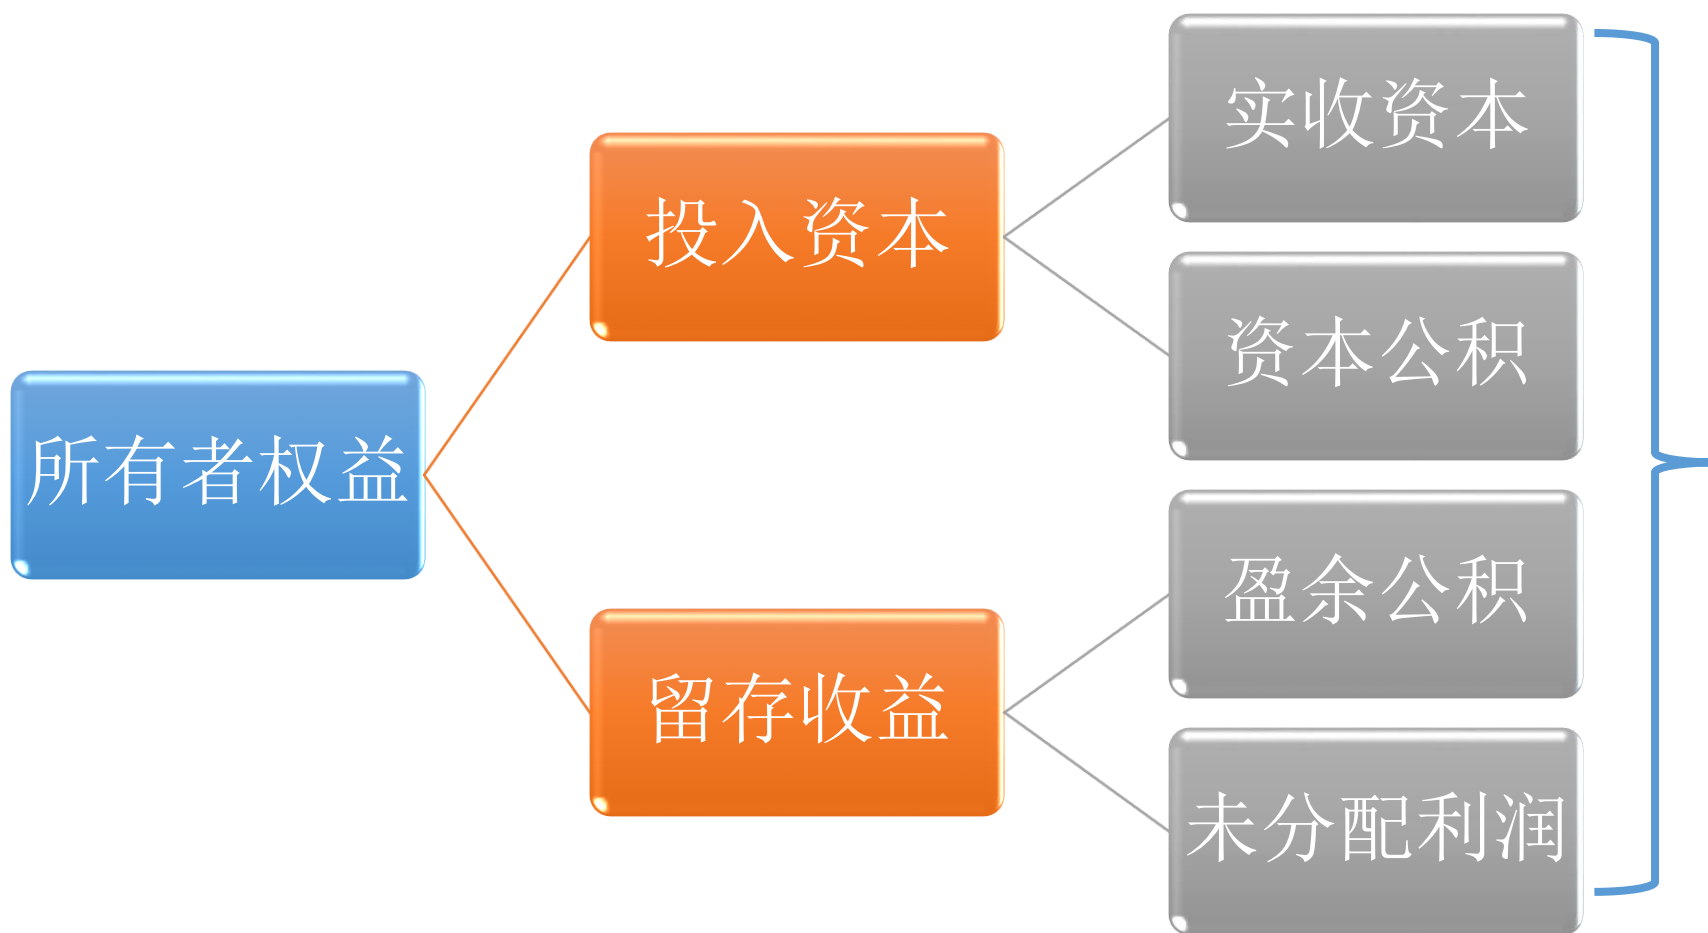 所有者权益
投入资本
留存收益
实收资本
资本公积
盈余公积
未分配利润